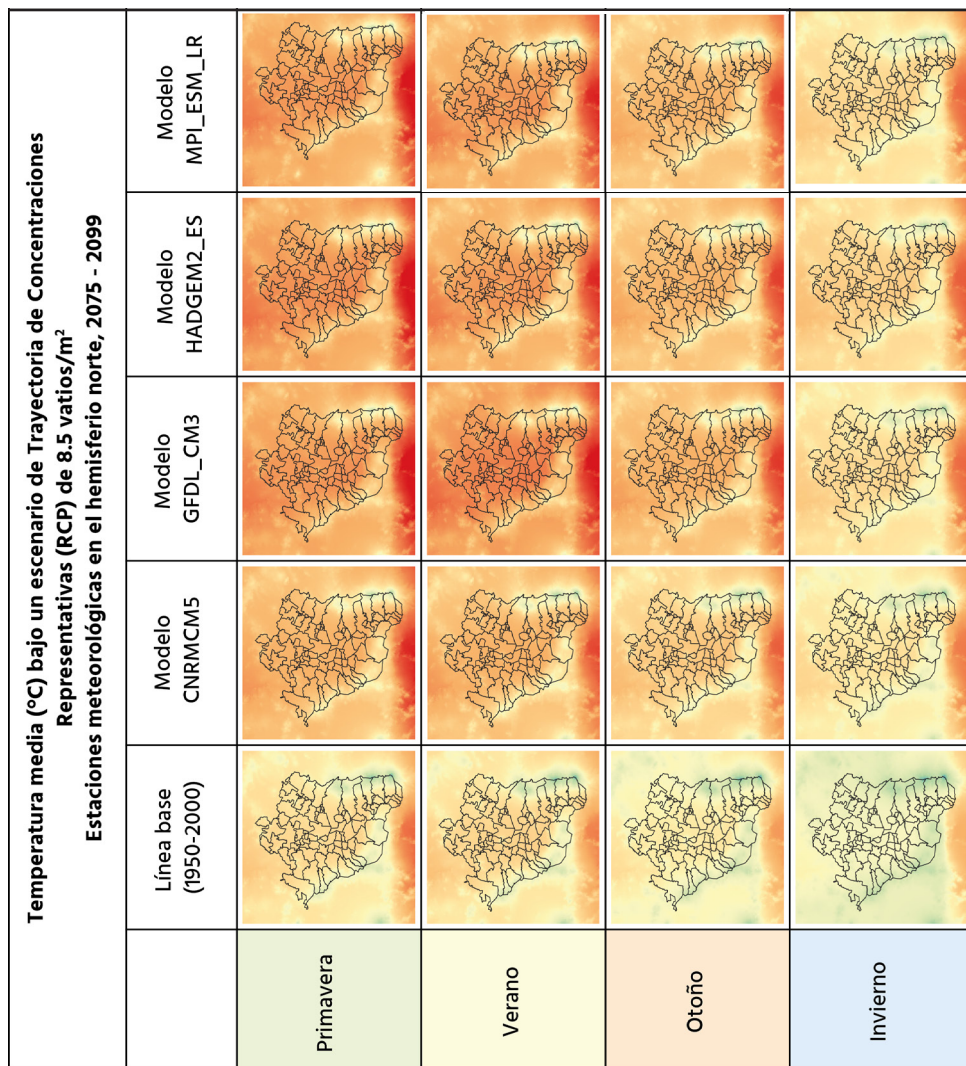 Temperatura media (°C) bajo un escenario de Trayectoria de Concentraciones
Representativas (RCP) de 8.5 vatios/m²
Estaciones meteorológicas en el hemisferio norte, 2075 - 2099
Línea base
(1950-2000)
Modelo
CNRMCM5
Modelo
GFDL_CM3
Modelo
HADGEM2_ES
Modelo
MPI_ESM_LR
Primavera
Verano
Otoño
Invierno